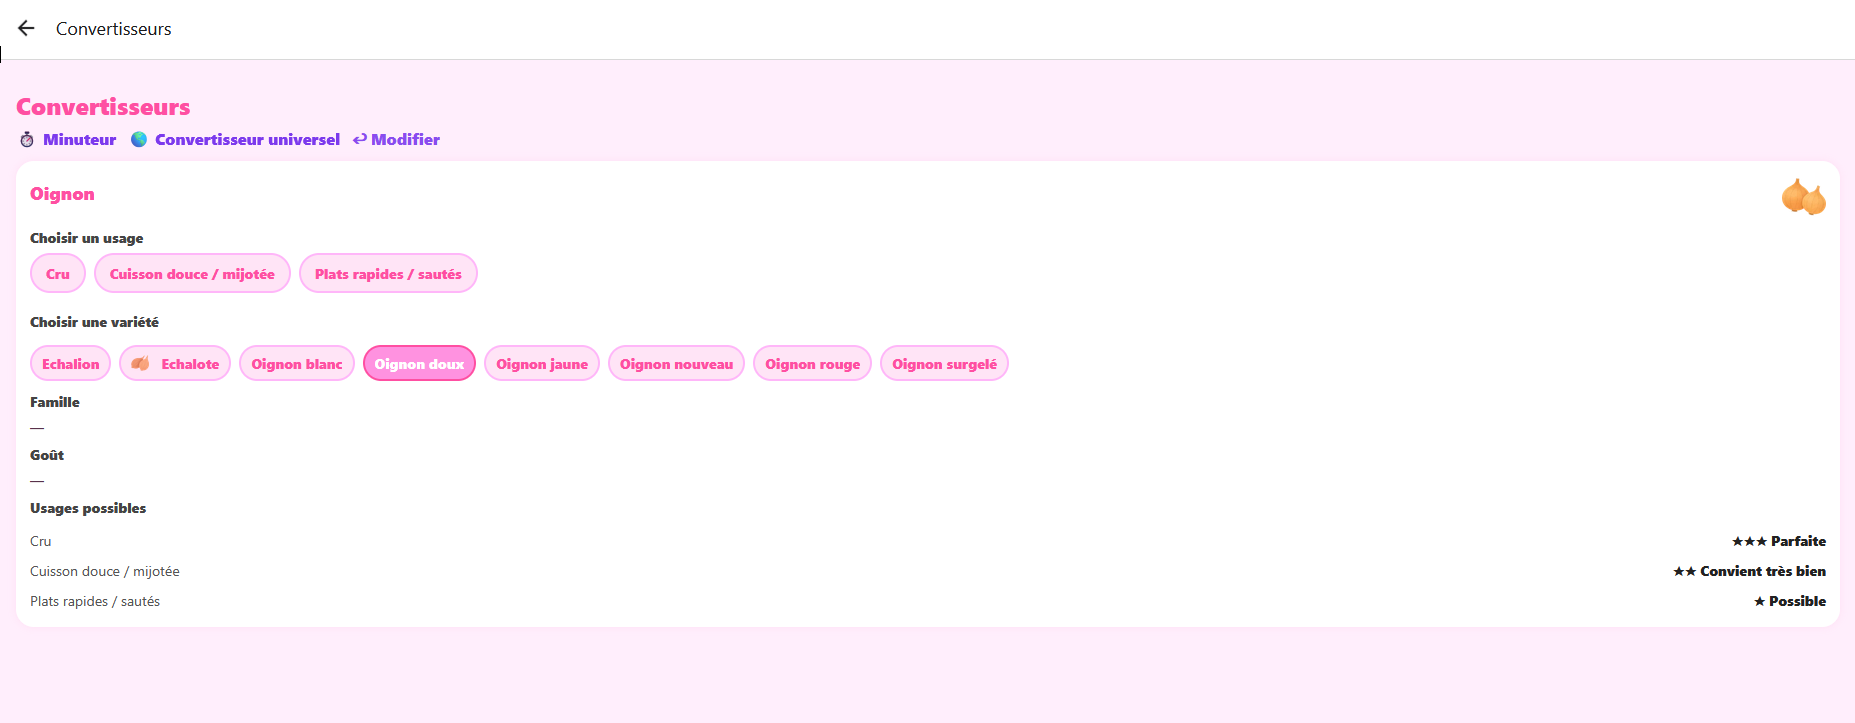 Convertisseurs
Convertisseurs
Minuteur Convertisseur universel Modifier
Oignon
Choisir un usage
Cru Cuisson douce / mijotée Plats rapides / sautés
Choisir une variété
Echalion Echalote Oignon blanc Oignon doux Oignon jaune Oignon nouveau Oignon rouge Oignon surgelé
Famille
—
Goût
—
Usages possibles
Cru ★★★ Parfaite
Cuisson douce / mijotée ★★ Convient très bien
Plats rapides / sautés ★ Possible